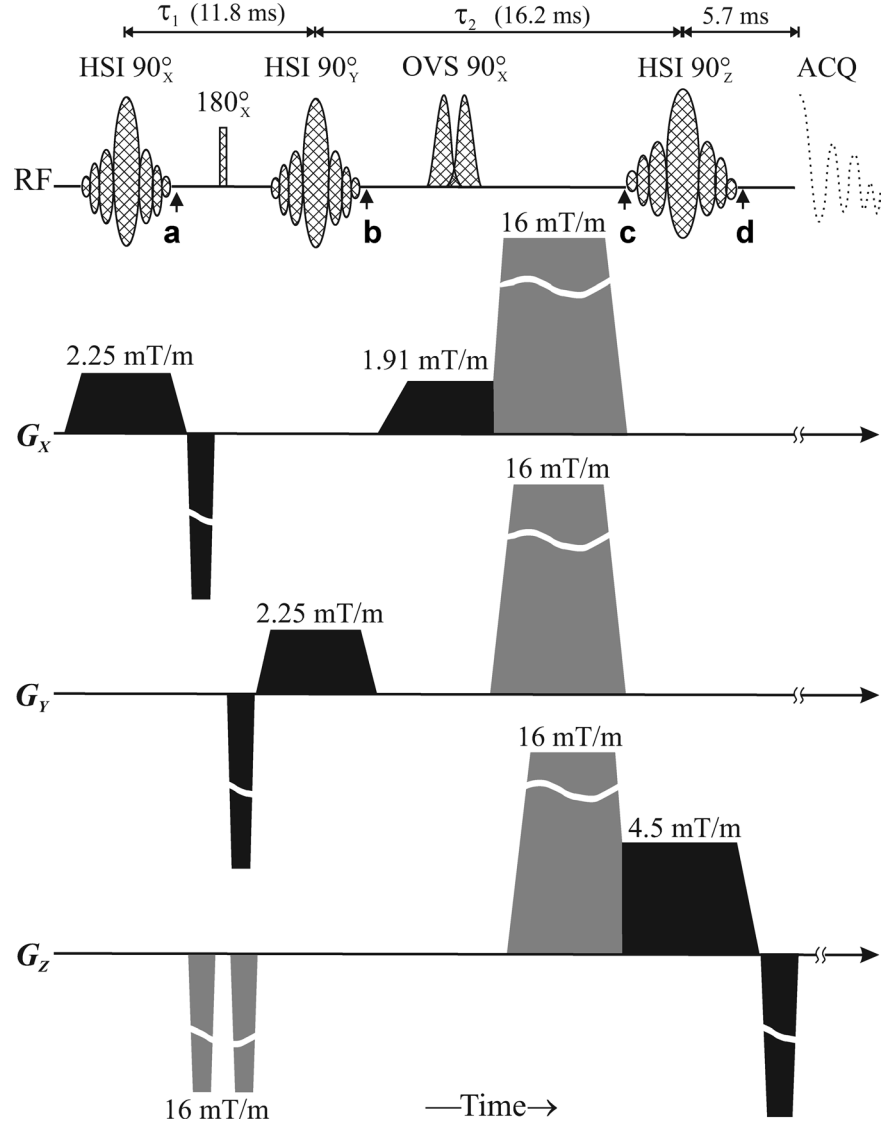 τ₁ (11.8 ms) τ₂ (16.2 ms) 5.7 ms
HSI 90°X HSI 90°Y OVS 90°X HSI 90°Z ACQ
180°X
RF
a b c d
16 mT/m
2.25 mT/m 1.91 mT/m
GX
16 mT/m
2.25 mT/m
GY
16 mT/m
4.5 mT/m
GZ
16 mT/m Time